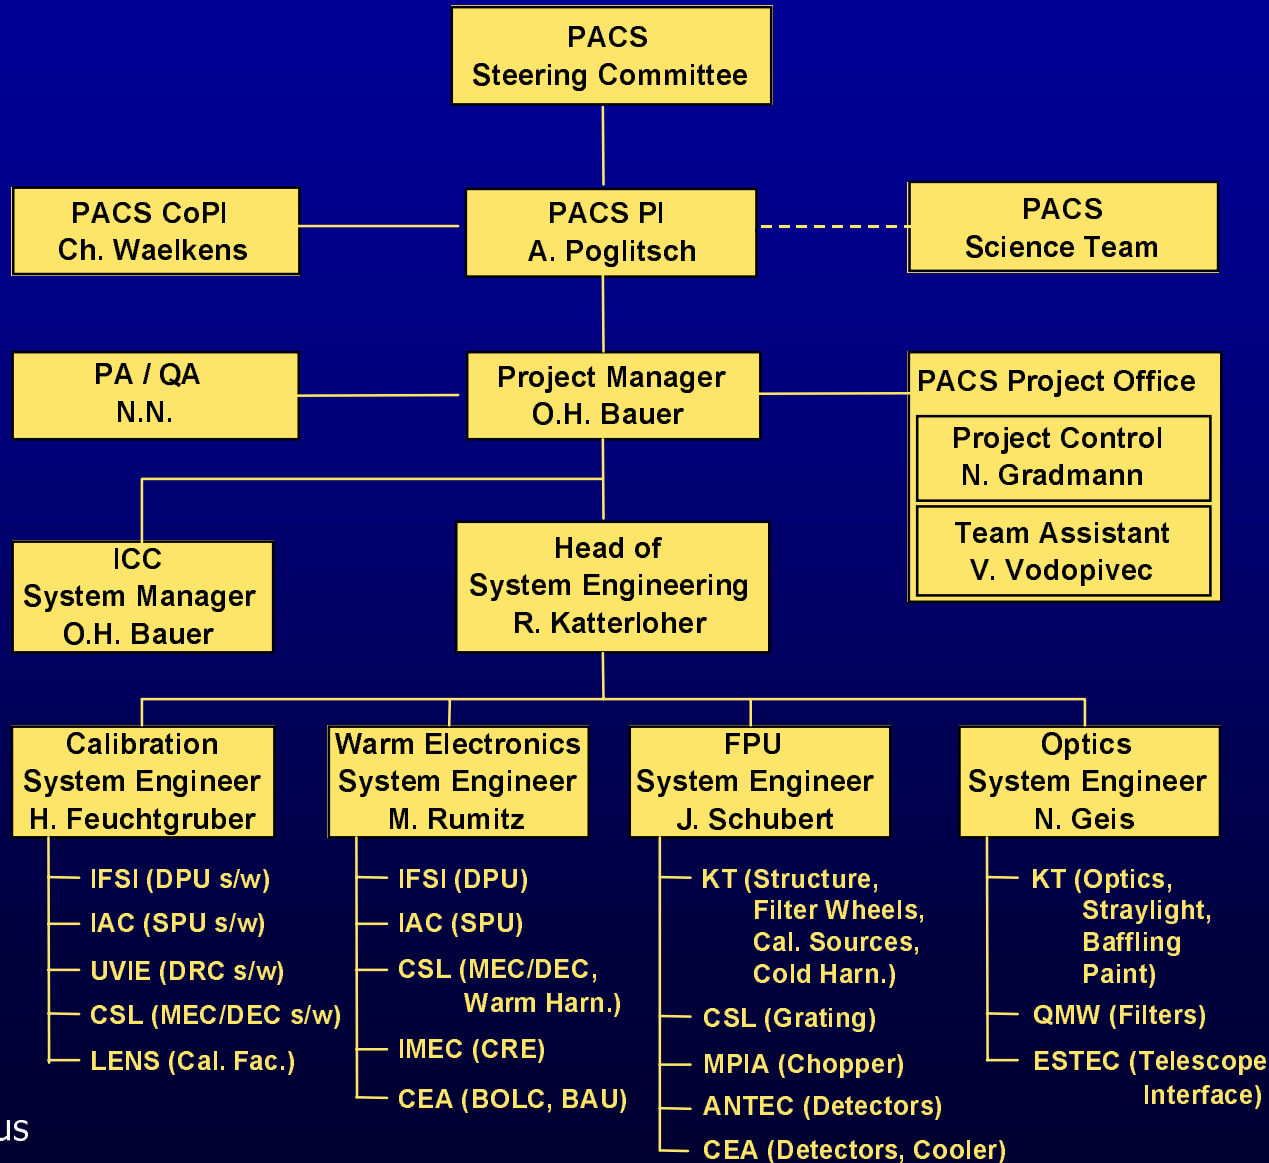 PACS
Steering Committee
PACS CoPI
Ch. Waelkens
PACS PI
A. Poglitsch
PACS
Science Team
PA / QA
N.N.
Project Manager
O.H. Bauer
PACS Project Office
Project Control
N. Gradmann
Team Assistant
V. Vodopivec
ICC
System Manager
O.H. Bauer
Head of
System Engineering
R. Katterloher
Calibration
System Engineer
H. Feuchtgruber
IFSI (DPU s/w)
IAC (SPU s/w)
UVIE (DRC s/w)
CSL (MEC/DEC s/w)
LENS (Cal. Fac.)
Warm Electronics
System Engineer
M. Rumitz
IFSI (DPU)
IAC (SPU)
CSL (MEC/DEC,
Warm Harn.)
IMEC (CRE)
CEA (BOLC, BAU)
FPU
System Engineer
J. Schubert
KT (Structure,
Filter Wheels,
Cal. Sources,
Cold Harn.)
CSL (Grating)
MPIA (Chopper)
ANTEC (Detectors)
CEA (Detectors, Cooler)
Optics
System Engineer
N. Geis
KT (Optics,
Straylight,
Baffling
Paint)
QMW (Filters)
ESTEC (Telescope
Interface)